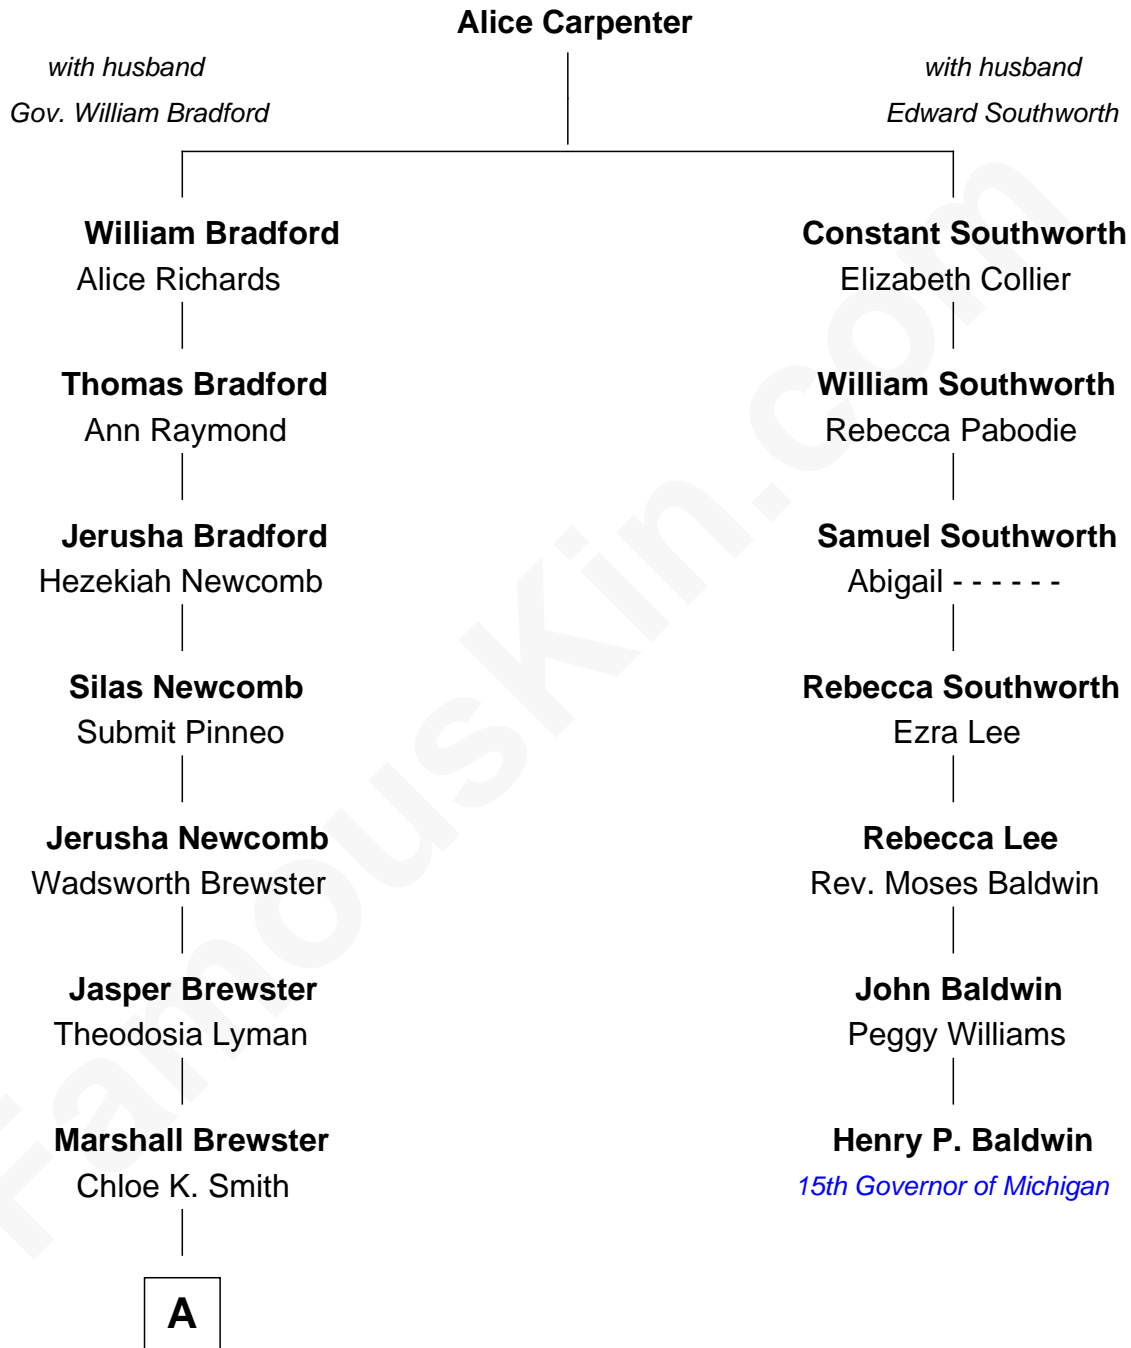 Alice Carpenter
with husband
Gov. William Bradford
with husband
Edward Southworth
William Bradford
Alice Richards
Constant Southworth
Elizabeth Collier
Thomas Bradford
Ann Raymond
William Southworth
Rebecca Pabodie
Jerusha Bradford
Hezekiah Newcomb
Samuel Southworth
Abigail - - - - - -
Silas Newcomb
Submit Pinneo
Rebecca Southworth
Ezra Lee
Jerusha Newcomb
Wadsworth Brewster
Rebecca Lee
Rev. Moses Baldwin
Jasper Brewster
Theodosia Lyman
John Baldwin
Peggy Williams
Marshall Brewster
Chloe K. Smith
Henry P. Baldwin
15th Governor of Michigan
A
FamousKin.com